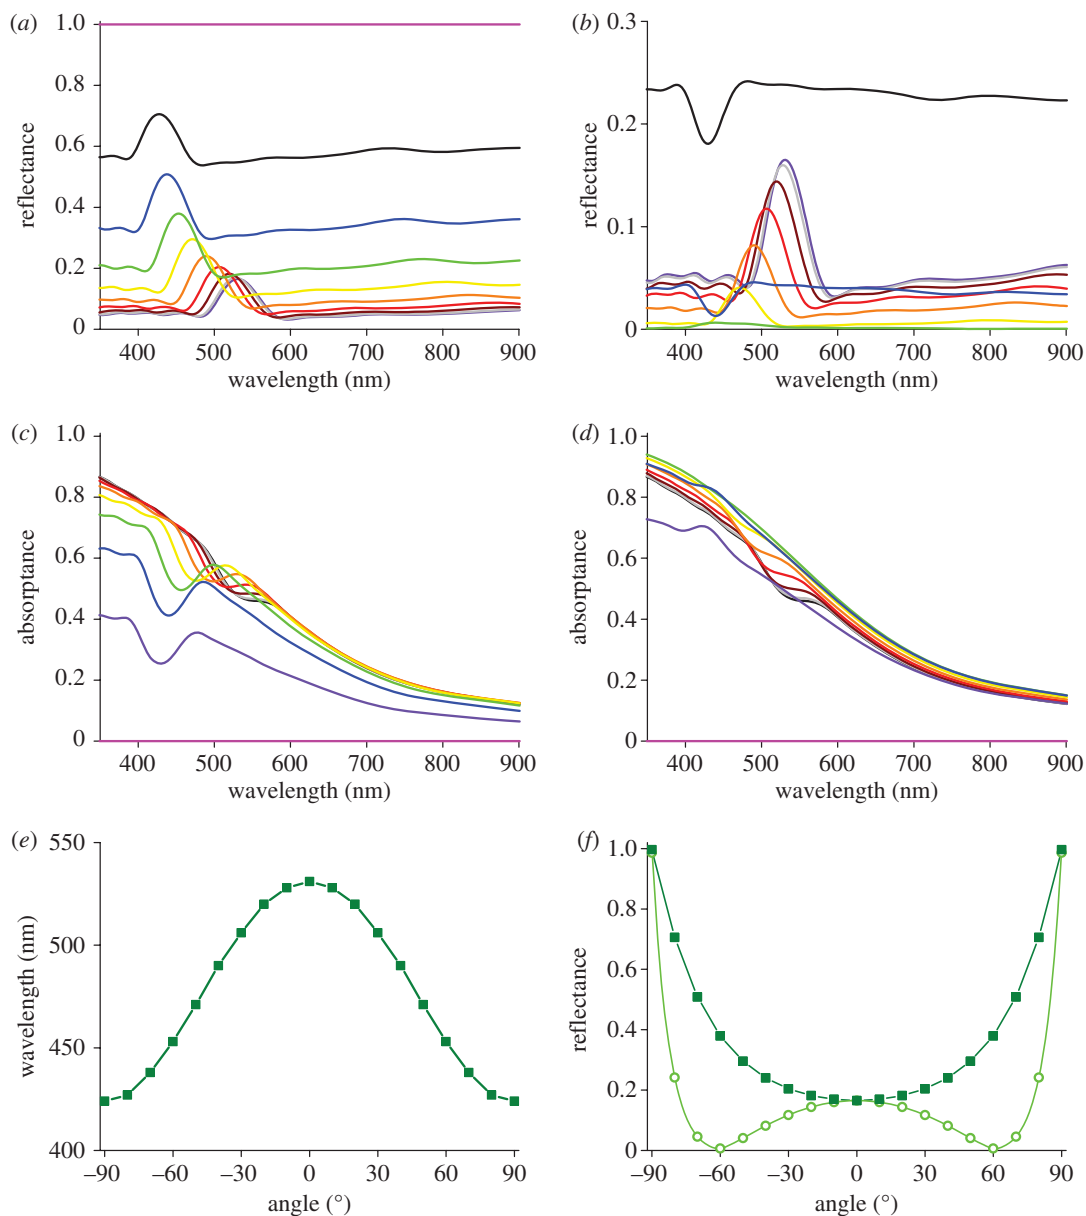 (a)
1.0
0.8
0.6
0.4
0.2
0
reflectance
400 500 600 700 800 900
wavelength (nm)
(b)
0.3
0.2
0.1
0
reflectance
400 500 600 700 800 900
wavelength (nm)
(c)
1.0
0.8
0.6
0.4
0.2
0
absorptance
400 500 600 700 800 900
wavelength (nm)
(d)
1.0
0.8
0.6
0.4
0.2
0
absorptance
400 500 600 700 800 900
wavelength (nm)
(e)
550
500
450
400
wavelength (nm)
–90 –60 –30 0 30 60 90
angle (°)
(f)
1.0
0.8
0.6
0.4
0.2
0
reflectance
–90 –60 –30 0 30 60 90
angle (°)